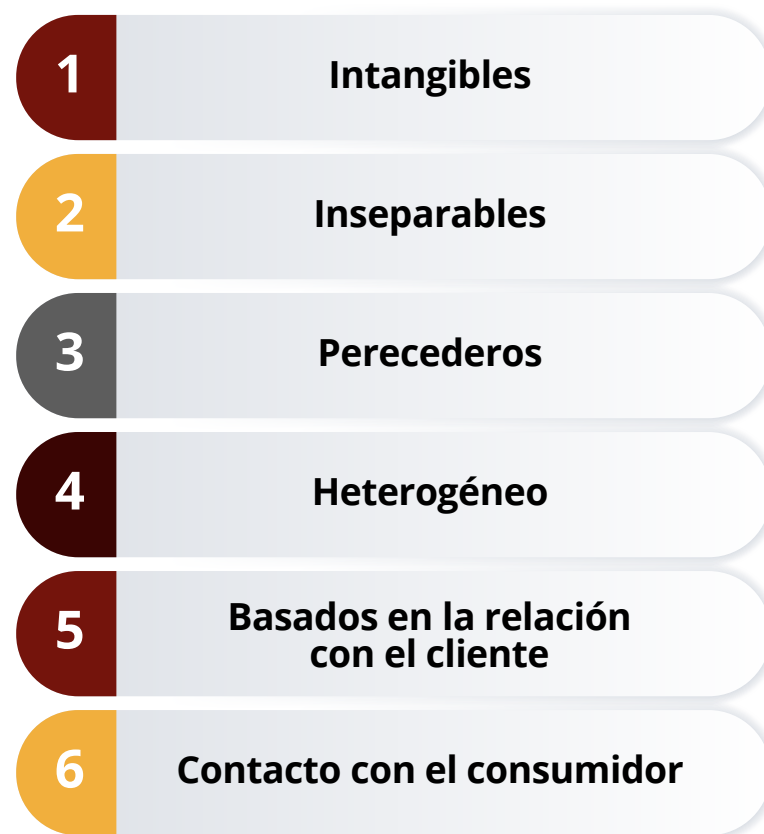 1
Intangibles
2
Inseparables
3
Perecederos
4
Heterogéneo
5
Basados en la relación
con el cliente
6
Contacto con el consumidor